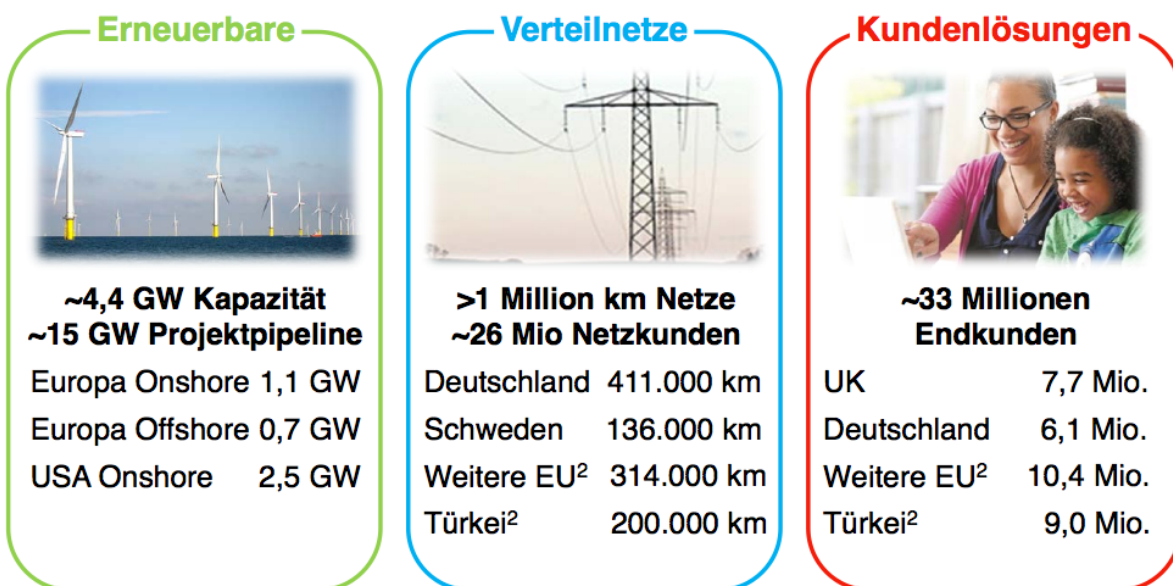 Erneuerbare
~4,4 GW Kapazität
~15 GW Projektpipeline
Europa Onshore 1,1 GW
Europa Offshore 0,7 GW
USA Onshore 2,5 GW
Verteilnetze
>1 Million km Netze
~26 Mio Netzkunden
Deutschland 411.000 km
Schweden 136.000 km
Weitere EU² 314.000 km
Türkei² 200.000 km
Kundenlösungen
~33 Millionen
Endkunden
UK 7,7 Mio.
Deutschland 6,1 Mio.
Weitere EU² 10,4 Mio.
Türkei² 9,0 Mio.